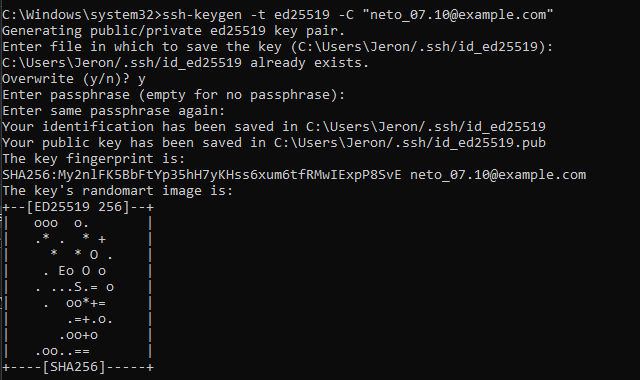 C:\Windows\system32>ssh-keygen -t ed25519 -C "neto_07.10@example.com"
Generating public/private ed25519 key pair.
Enter file in which to save the key (C:\Users\Jeron/.ssh/id_ed25519):
C:\Users\Jeron/.ssh/id_ed25519 already exists.
Overwrite (y/n)? y
Enter passphrase (empty for no passphrase):
Enter same passphrase again:
Your identification has been saved in C:\Users\Jeron/.ssh/id_ed25519
Your public key has been saved in C:\Users\Jeron/.ssh/id_ed25519.pub
The key fingerprint is:
SHA256:My2nlFK5BbFtYp35hH7yKHss6xum6tfRMwIExpP8SvE neto_07.10@example.com
The key's randomart image is:
+--[ED25519 256]--+
|   ooo  o.       |
|   .* .  * +     |
|     *  * O .    |
|    . Eo O o     |
|   . ...S.= o    |
|    .  oo*+=     |
|       .=+.o.    |
|      .oo+o      |
|   .oo..==       |
+----[SHA256]-----+